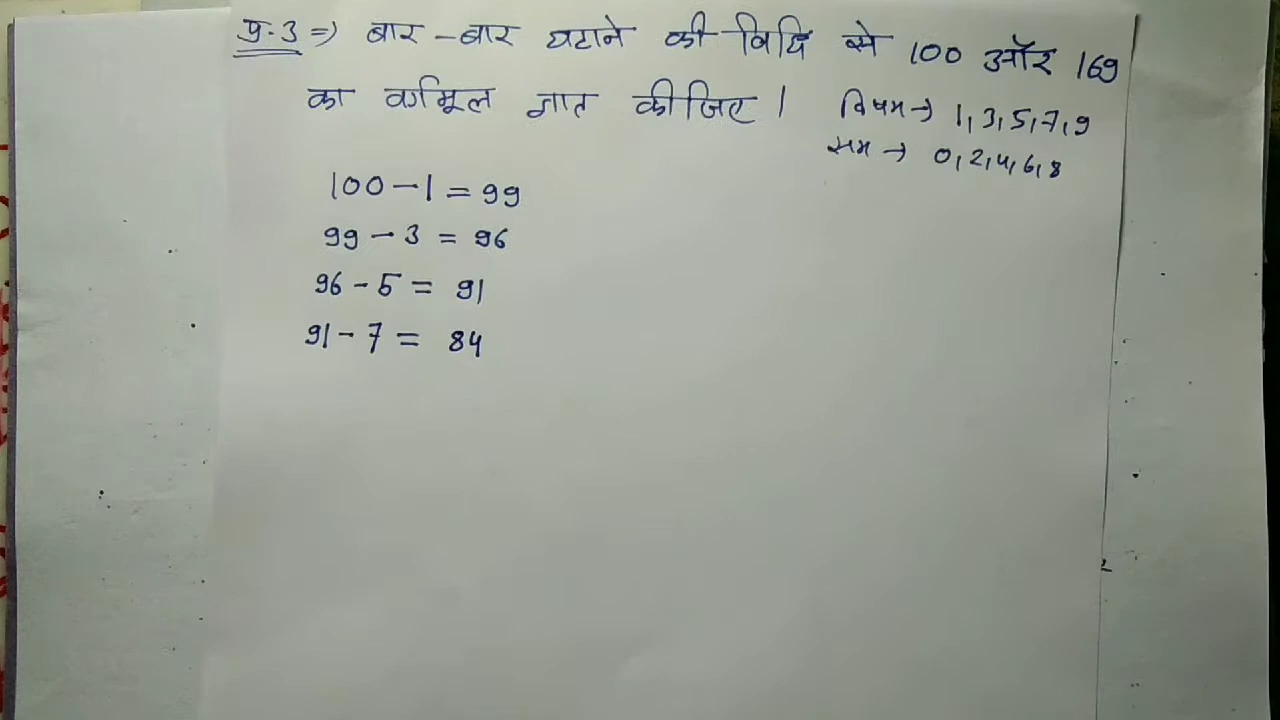 प्र.3 ⇒ बार-बार घटाने की विधि से 100 और 169
का वर्गमूल ज्ञात कीजिए।
विषम → 1, 3, 5, 7, 9
सम → 0, 2, 4, 6, 8
100 - 1 = 99
99 - 3 = 96
96 - 5 = 91
91 - 7 = 84